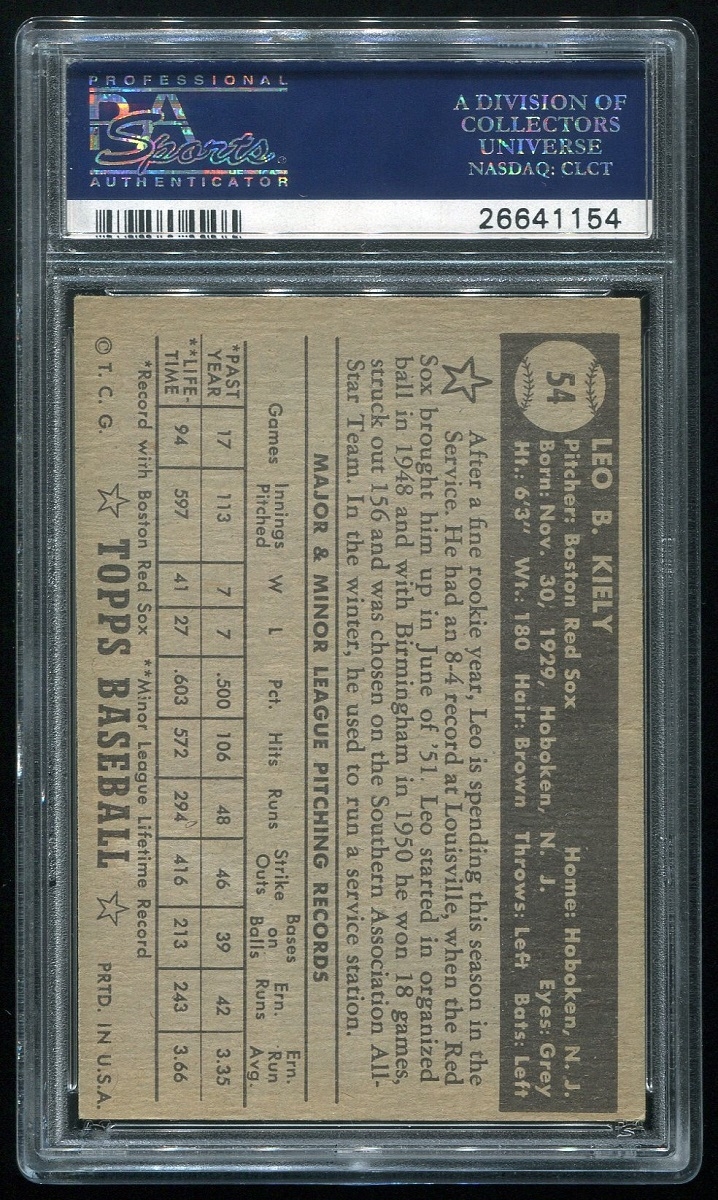 PROFESSIONAL
PSA
Sports
AUTHENTICATOR
A DIVISION OF
COLLECTORS
UNIVERSE
NASDAQ: CLCT
26641154
54
LEO B. KIELY
Pitcher: Boston Red Sox Home: Hoboken, N. J.
Born: Nov. 30, 1929, Hoboken, N. J. Eyes: Grey
Ht.: 6'3" Wt.: 180 Hair: Brown Throws: Left Bats: Left
After a fine rookie year, Leo is spending this season in the
Service. He had an 8-4 record at Louisville, when the Red
Sox brought him up in June of '51. Leo started in organized
ball in 1948 and with Birmingham in 1950 he won 18 games,
struck out 156 and was chosen on the Southern Association All-
Star Team. In the winter, he used to run a service station.
MAJOR & MINOR LEAGUE PITCHING RECORDS
Games Innings Pitched W L Pct. Hits Runs Strike Outs Bases on Balls Ern. Runs Ern. Run Avg.
*PAST YEAR 17 113 7 7 .500 106 48 46 39 42 3.35
**LIFE-TIME 94 597 41 27 .603 572 294 416 213 243 3.66
*Record with Boston Red Sox **Minor League Lifetime Record
© T. C. G. TOPPS BASEBALL PRTD. IN U.S.A.